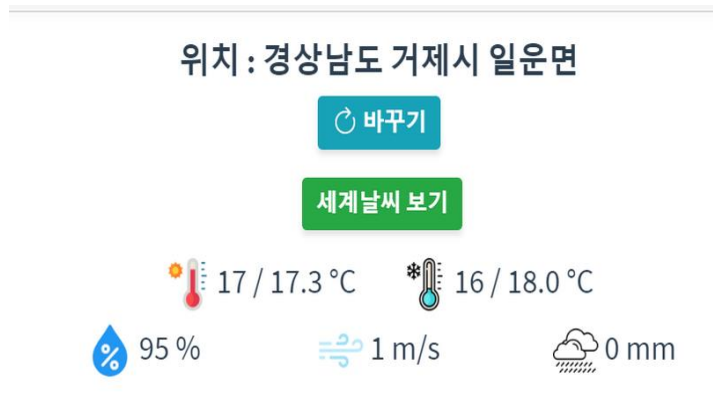 위치 : 경상남도 거제시 일운면
바꾸기
세계날씨 보기
17 / 17.3 °C 16 / 18.0 °C
95 % 1 m/s 0 mm